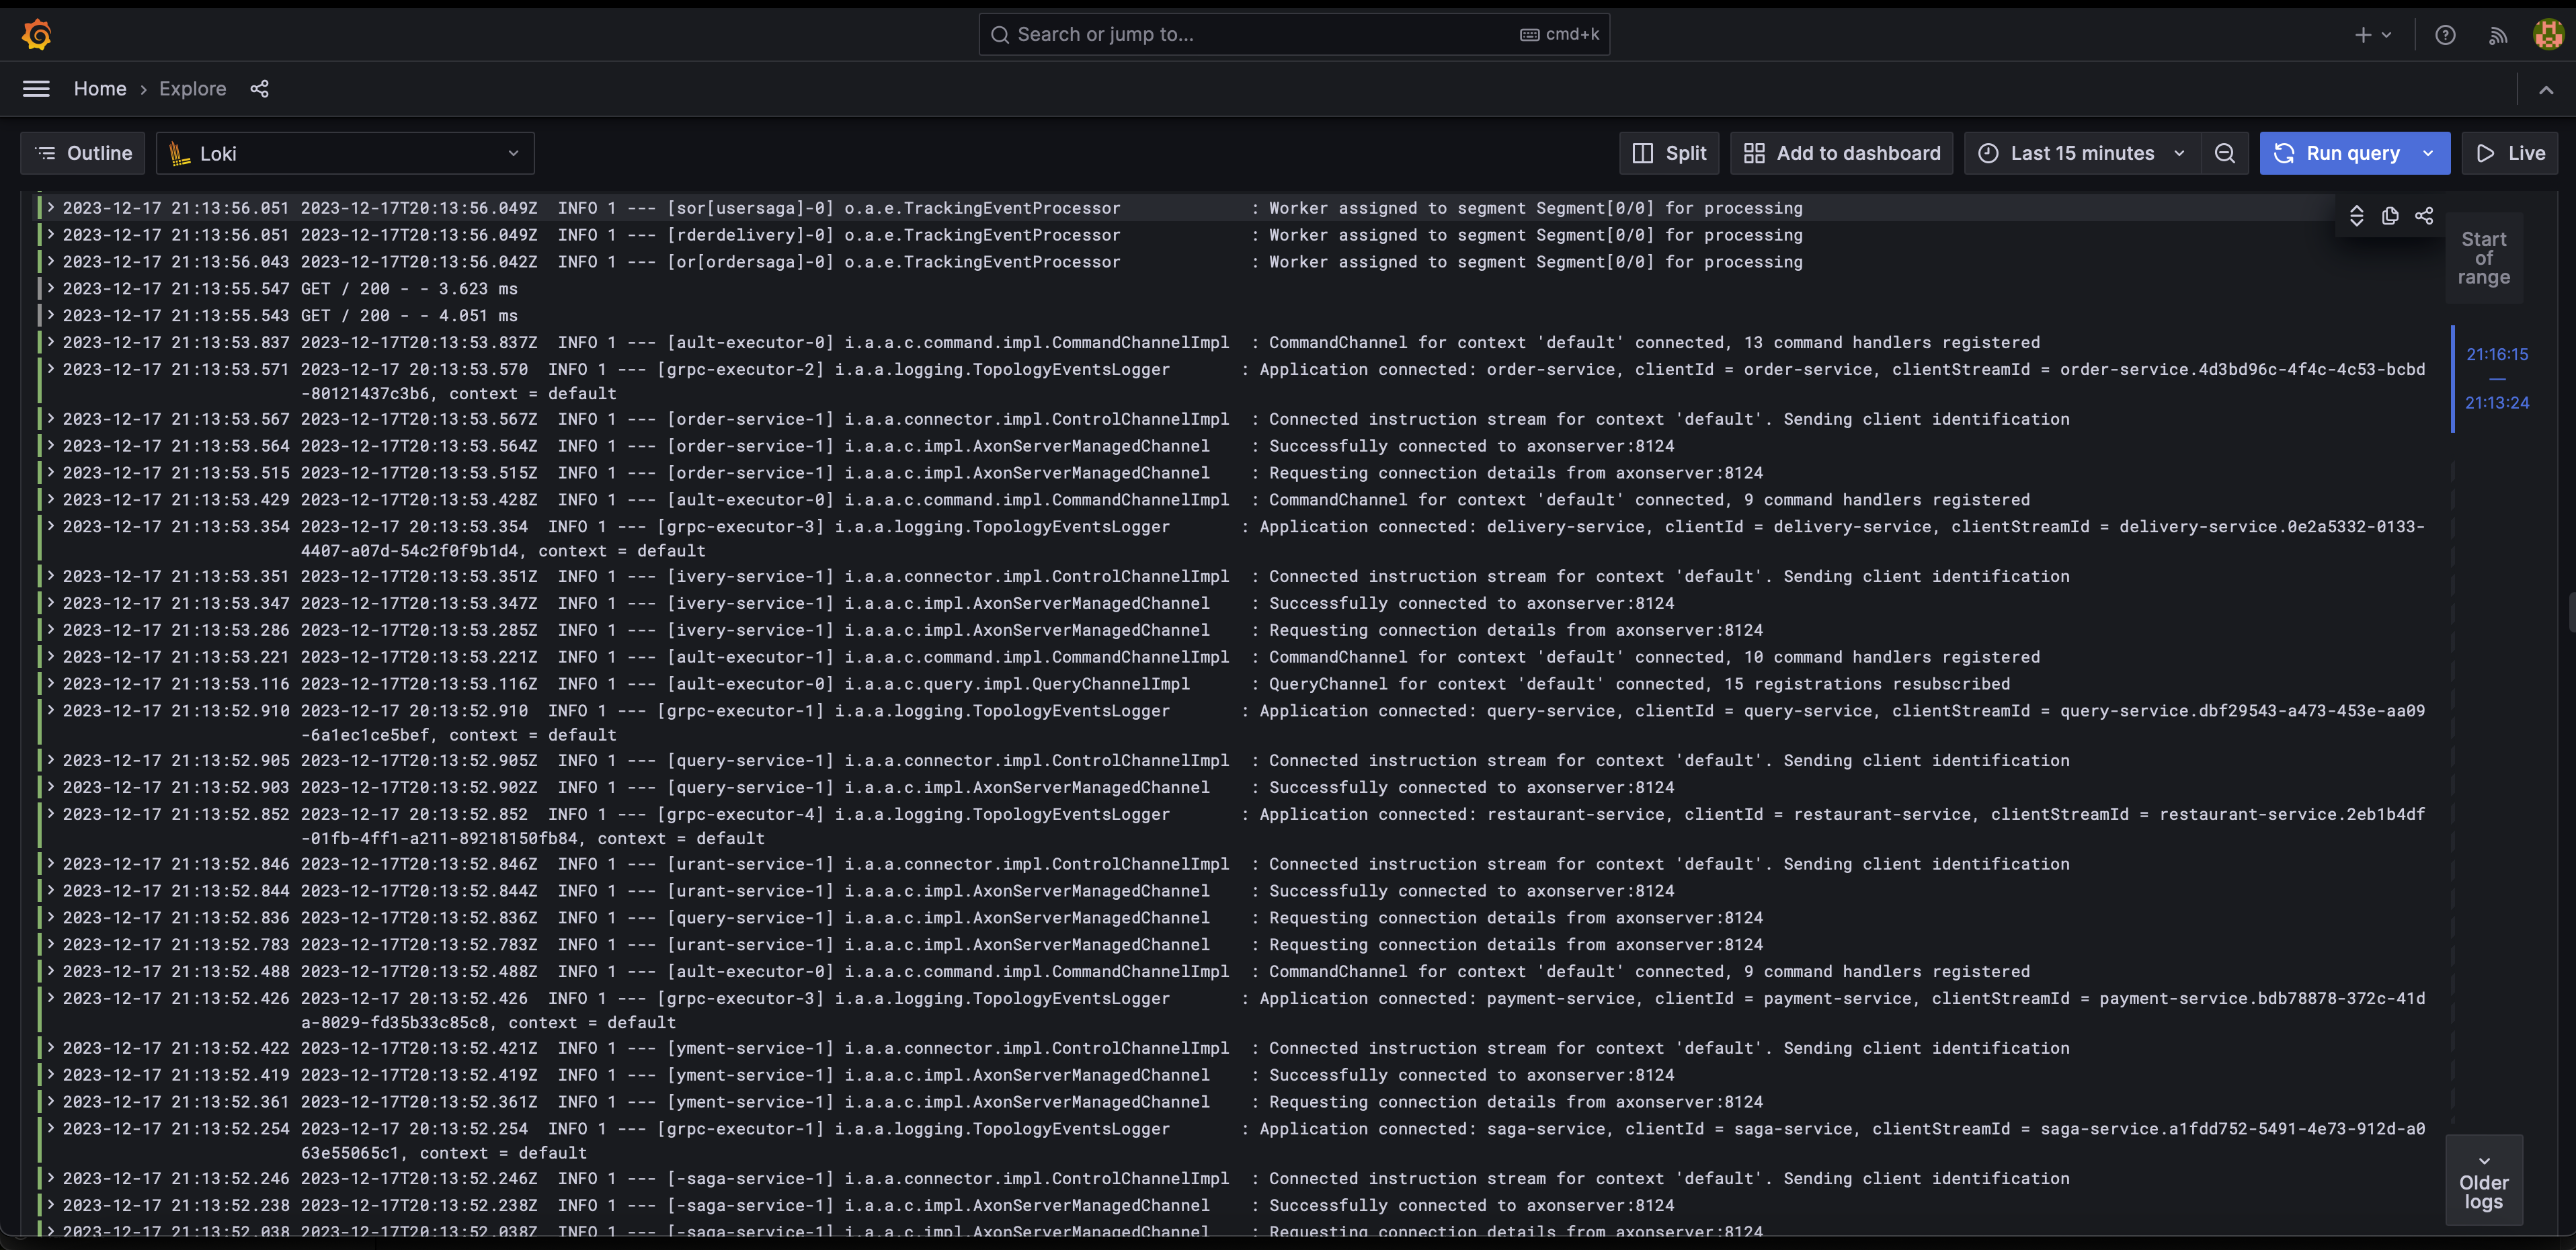 Search or jump to...
cmd+k
Home › Explore
Outline
Loki
Split
Add to dashboard
Last 15 minutes
Run query
Live
2023-12-17 21:13:56.051 2023-12-17T20:13:56.049Z INFO 1 --- [sor[usersaga]-0] o.a.e.TrackingEventProcessor : Worker assigned to segment Segment[0/0] for processing
2023-12-17 21:13:56.051 2023-12-17T20:13:56.049Z INFO 1 --- [rderdelivery]-0] o.a.e.TrackingEventProcessor : Worker assigned to segment Segment[0/0] for processing
2023-12-17 21:13:56.043 2023-12-17T20:13:56.042Z INFO 1 --- [or[ordersaga]-0] o.a.e.TrackingEventProcessor : Worker assigned to segment Segment[0/0] for processing
2023-12-17 21:13:55.547 GET / 200 - - 3.623 ms
2023-12-17 21:13:55.543 GET / 200 - - 4.051 ms
2023-12-17 21:13:53.837 2023-12-17T20:13:53.837Z INFO 1 --- [ault-executor-0] i.a.a.c.command.impl.CommandChannelImpl : CommandChannel for context 'default' connected, 13 command handlers registered
2023-12-17 21:13:53.571 2023-12-17 20:13:53.570 INFO 1 --- [grpc-executor-2] i.a.a.logging.TopologyEventsLogger : Application connected: order-service, clientId = order-service, clientStreamId = order-service.4d3bd96c-4f4c-4c53-bcbd
-80121437c3b6, context = default
2023-12-17 21:13:53.567 2023-12-17T20:13:53.567Z INFO 1 --- [order-service-1] i.a.a.connector.impl.ControlChannelImpl : Connected instruction stream for context 'default'. Sending client identification
2023-12-17 21:13:53.564 2023-12-17T20:13:53.564Z INFO 1 --- [order-service-1] i.a.A.c.impl.AxonServerManagedChannel : Successfully connected to axonserver:8124
2023-12-17 21:13:53.515 2023-12-17T20:13:53.515Z INFO 1 --- [order-service-1] i.a.a.c.impl.AxonServerManagedChannel : Requesting connection details from axonserver:8124
2023-12-17 21:13:53.429 2023-12-17T20:13:53.428Z INFO 1 --- [ault-executor-0] i.a.a.c.command.impl.CommandChannelImpl : CommandChannel for context 'default' connected, 9 command handlers registered
2023-12-17 21:13:53.354 2023-12-17 20:13:53.354 INFO 1 --- [grpc-executor-3] i.a.a.logging.TopologyEventsLogger : Application connected: delivery-service, clientId = delivery-service, clientStreamId = delivery-service.0e2a5332-0133-
4407-a07d-54c2f0f9b1d4, context = default
2023-12-17 21:13:53.351 2023-12-17T20:13:53.351Z INFO 1 --- [ivery-service-1] i.a.a.connector.impl.ControlChannelImpl : Connected instruction stream for context 'default'. Sending client identification
2023-12-17 21:13:53.347 2023-12-17T20:13:53.347Z INFO 1 --- [ivery-service-1] i.a.a.c.impl.AxonServerManagedChannel : Successfully connected to axonserver:8124
2023-12-17 21:13:53.286 2023-12-17T20:13:53.285Z INFO 1 --- [ivery-service-1] i.a.a.c.impl.AxonServerManagedChannel : Requesting connection details from axonserver:8124
2023-12-17 21:13:53.221 2023-12-17T20:13:53.221Z INFO 1 --- [ault-executor-1] i.a.a.c.command.impl.CommandChannelImpl : CommandChannel for context 'default' connected, 10 command handlers registered
2023-12-17 21:13:53.116 2023-12-17T20:13:53.116Z INFO 1 --- [ault-executor-0] i.a.a.c.query.impl.QueryChannelImpl : QueryChannel for context 'default' connected, 15 registrations resubscribed
2023-12-17 21:13:52.910 2023-12-17 20:13:52.910 INFO 1 --- [grpc-executor-1] i.a.a.logging.TopologyEventsLogger : Application connected: query-service, clientId = query-service, clientStreamId = query-service.dbf29543-a473-453e-aa09
-6a1ec1ce5bef, context = default
2023-12-17 21:13:52.905 2023-12-17T20:13:52.905Z INFO 1 --- [query-service-1] i.a.a.connector.impl.ControlChannelImpl : Connected instruction stream for context 'default'. Sending client identification
2023-12-17 21:13:52.903 2023-12-17T20:13:52.902Z INFO 1 --- [query-service-1] i.a.a.c.impl.AxonServerManagedChannel : Successfully connected to axonserver:8124
2023-12-17 21:13:52.852 2023-12-17 20:13:52.852 INFO 1 --- [grpc-executor-4] i.a.a.logging.TopologyEventsLogger : Application connected: restaurant-service, clientId = restaurant-service, clientStreamId = restaurant-service.2eb1b4df
-01fb-4ff1-a211-89218150fb84, context = default
2023-12-17 21:13:52.846 2023-12-17T20:13:52.846Z INFO 1 --- [urant-service-1] i.a.a.connector.impl.ControlChannelImpl : Connected instruction stream for context 'default'. Sending client identification
2023-12-17 21:13:52.844 2023-12-17T20:13:52.844Z INFO 1 --- [urant-service-1] i.a.a.c.impl.AxonServerManagedChannel : Successfully connected to axonserver:8124
2023-12-17 21:13:52.836 2023-12-17T20:13:52.836Z INFO 1 --- [query-service-1] i.a.a.c.impl.AxonServerManagedChannel : Requesting connection details from axonserver:8124
2023-12-17 21:13:52.783 2023-12-17T20:13:52.783Z INFO 1 --- [urant-service-1] i.a.a.c.impl.AxonServerManagedChannel : Requesting connection details from axonserver:8124
2023-12-17 21:13:52.488 2023-12-17T20:13:52.488Z INFO 1 --- [ault-executor-0] i.a.a.c.command.impl.CommandChannelImpl : CommandChannel for context 'default' connected, 9 command handlers registered
2023-12-17 21:13:52.426 2023-12-17 20:13:52.426 INFO 1 --- [grpc-executor-3] i.a.a.logging.TopologyEventsLogger : Application connected: payment-service, clientId = payment-service, clientStreamId = payment-service.bdb78878-372c-41d
a-8029-fd35b33c85c8, context = default
2023-12-17 21:13:52.422 2023-12-17T20:13:52.421Z INFO 1 --- [yment-service-1] i.a.a.connector.impl.ControlChannelImpl : Connected instruction stream for context 'default'. Sending client identification
2023-12-17 21:13:52.419 2023-12-17T20:13:52.419Z INFO 1 --- [yment-service-1] i.a.a.c.impl.AxonServerManagedChannel : Successfully connected to axonserver:8124
2023-12-17 21:13:52.361 2023-12-17T20:13:52.361Z INFO 1 --- [yment-service-1] i.a.a.c.impl.AxonServerManagedChannel : Requesting connection details from axonserver:8124
2023-12-17 21:13:52.254 2023-12-17 20:13:52.254 INFO 1 --- [grpc-executor-1] i.a.a.logging.TopologyEventsLogger : Application connected: saga-service, clientId = saga-service, clientStreamId = saga-service.a1fdd752-5491-4e73-912d-a0
63e55065c1, context = default
2023-12-17 21:13:52.246 2023-12-17T20:13:52.246Z INFO 1 --- [-saga-service-1] i.a.a.connector.impl.ControlChannelImpl : Connected instruction stream for context 'default'. Sending client identification
2023-12-17 21:13:52.238 2023-12-17T20:13:52.238Z INFO 1 --- [-saga-service-1] i.a.a.c.impl.AxonServerManagedChannel : Successfully connected to axonserver:8124
2023-12-17 21:13:52.038 2023-12-17T20:13:52.038Z INFO 1 --- [-saga-service-1] i.a.a.c.impl.AxonServerManagedChannel : Requesting connection details from axonserver:8124
Start
of
range
21:16:15
—
21:13:24
Older
logs